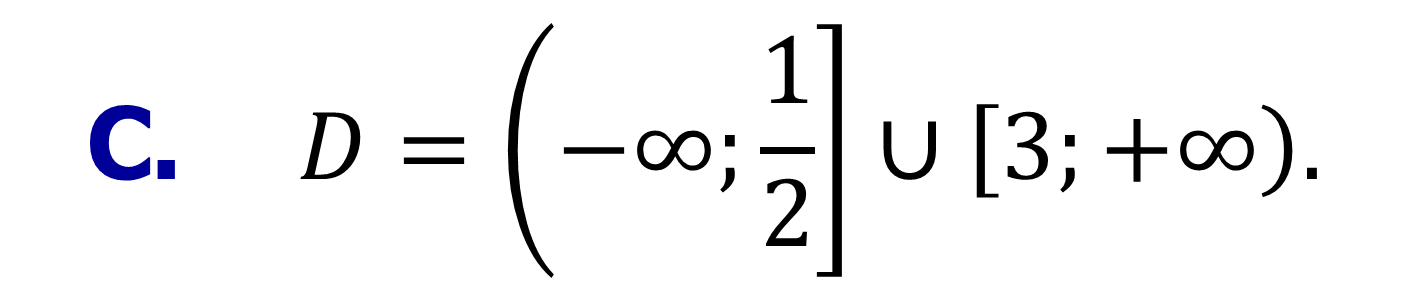 C. D = (−∞; 1/2] ∪ [3; +∞).